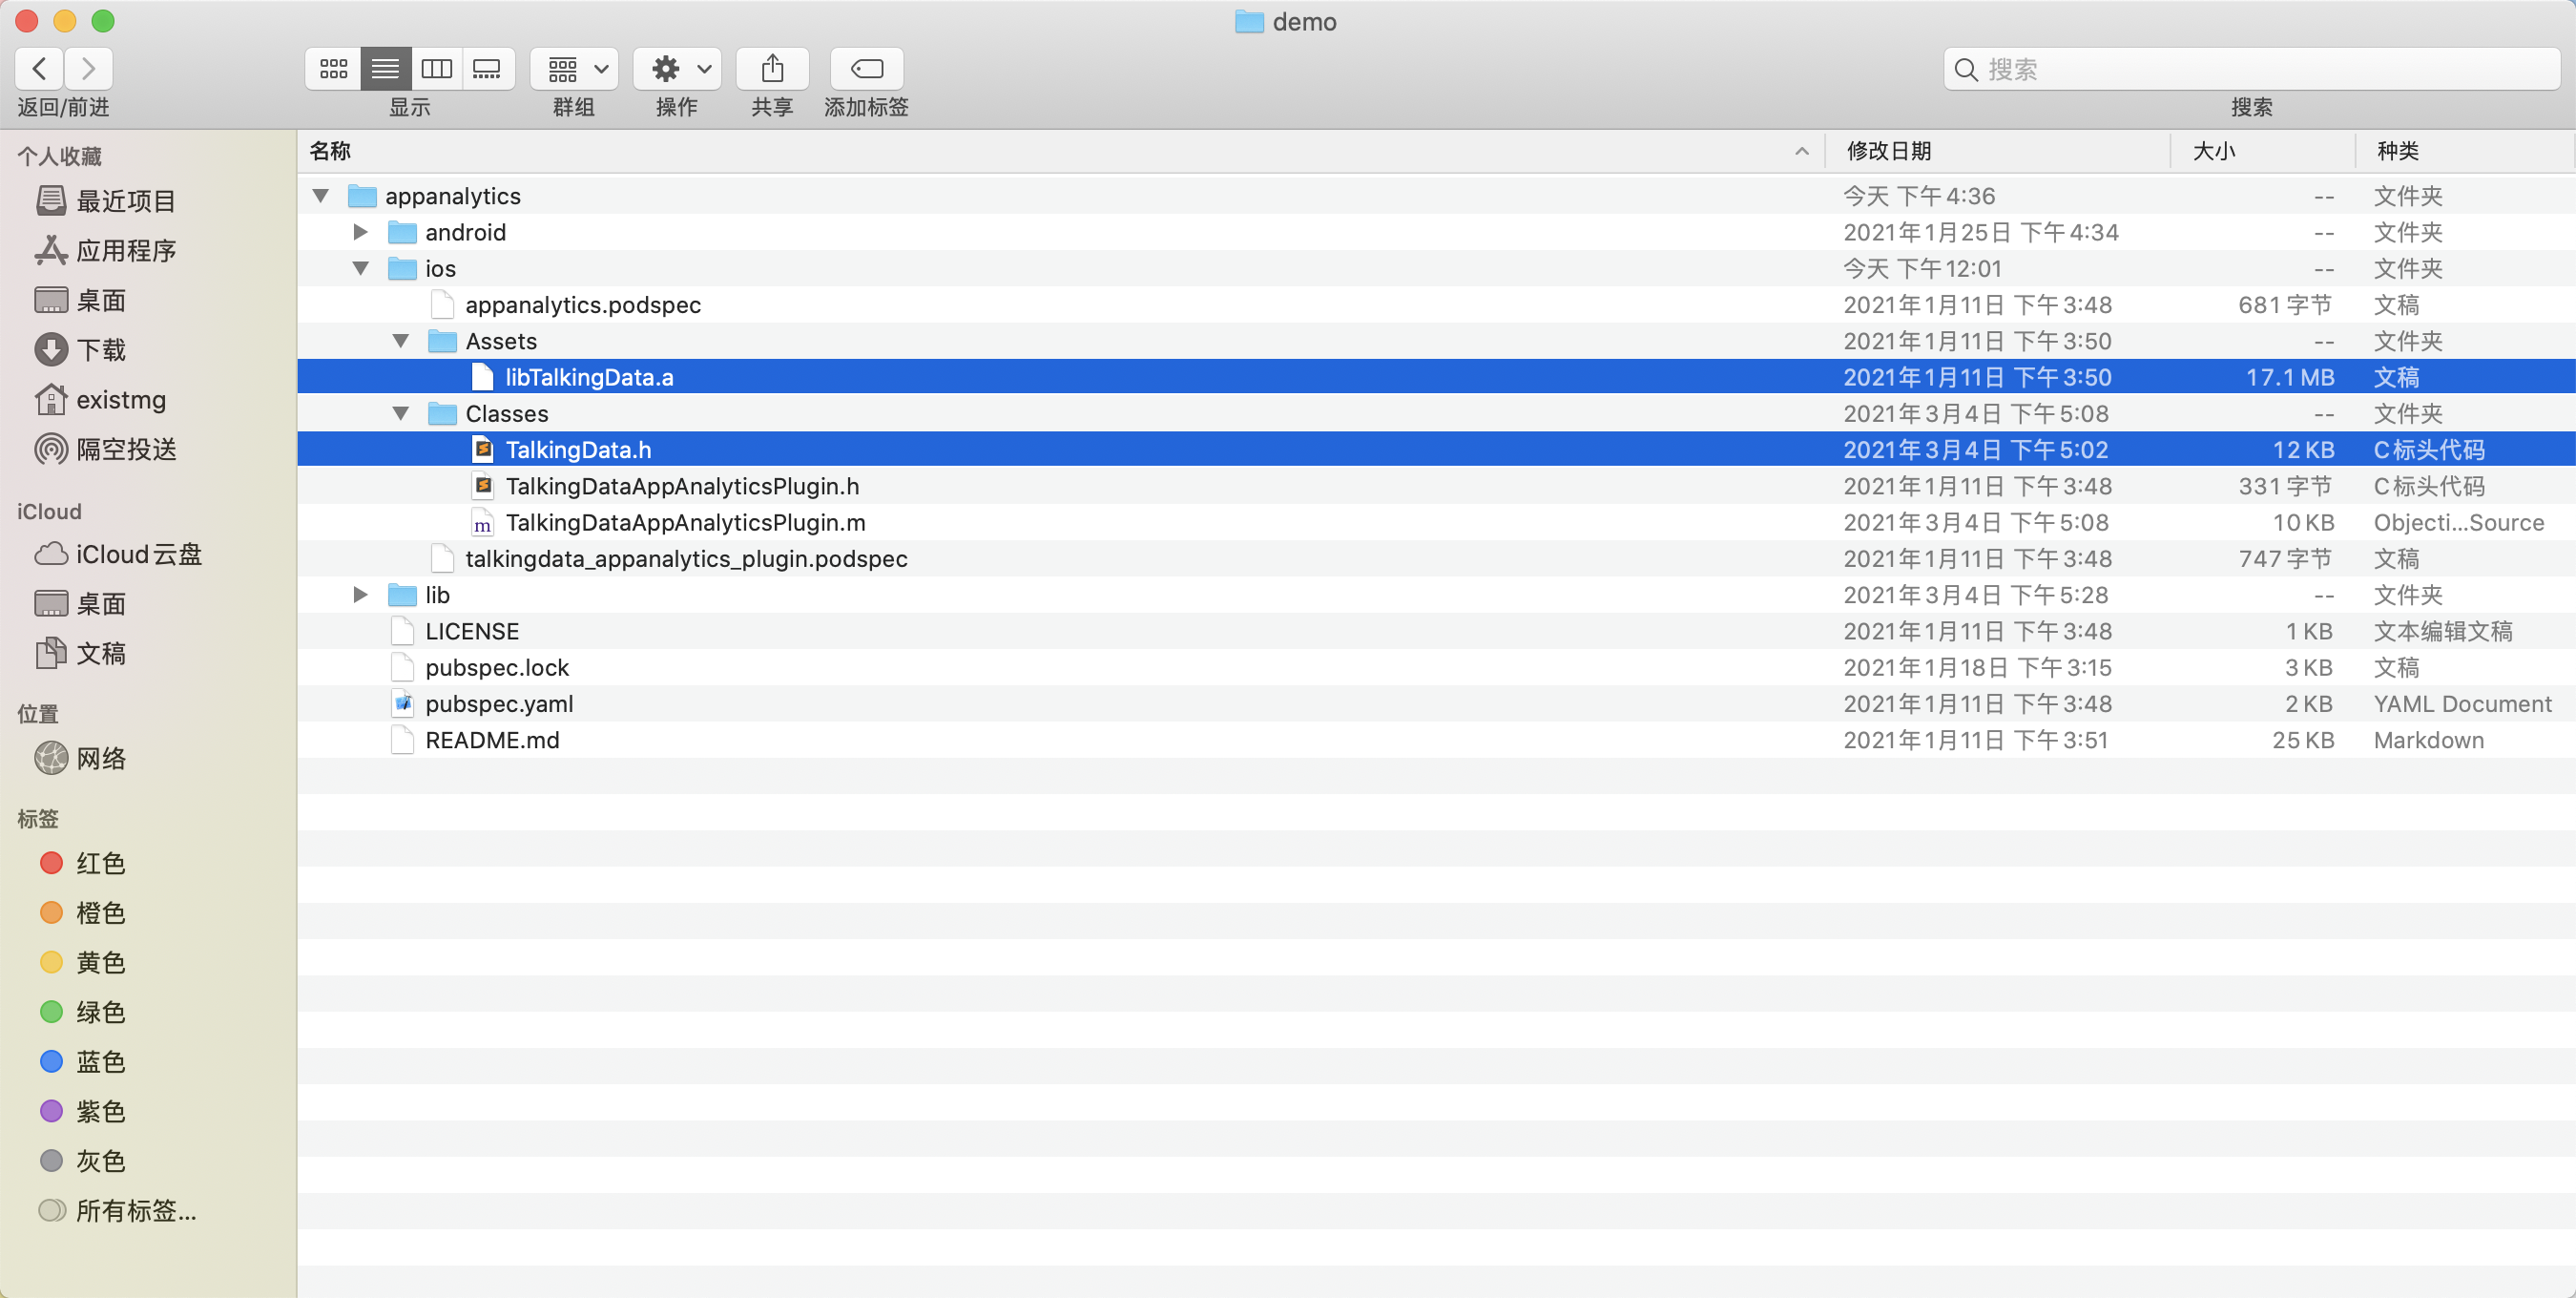 demo
返回/前进
显示
群组
操作
共享
添加标签
搜索
搜索
个人收藏
最近项目
应用程序
桌面
下载
existmg
隔空投送
iCloud
iCloud云盘
桌面
文稿
位置
网络
标签
红色
橙色
黄色
绿色
蓝色
紫色
灰色
所有标签...
名称 修改日期 大小 种类
appanalytics 今天 下午4:36 -- 文件夹
android 2021年1月25日 下午4:34 -- 文件夹
ios 今天 下午12:01 -- 文件夹
appanalytics.podspec 2021年1月11日 下午3:48 681 字节 文稿
Assets 2021年1月11日 下午3:50 -- 文件夹
libTalkingData.a 2021年1月11日 下午3:50 17.1 MB 文稿
Classes 2021年3月4日 下午5:08 -- 文件夹
TalkingData.h 2021年3月4日 下午5:02 12 KB C标头代码
TalkingDataAppAnalyticsPlugin.h 2021年1月11日 下午3:48 331 字节 C标头代码
TalkingDataAppAnalyticsPlugin.m 2021年3月4日 下午5:08 10 KB Objecti...Source
talkingdata_appanalytics_plugin.podspec 2021年1月11日 下午3:48 747 字节 文稿
lib 2021年3月4日 下午5:28 -- 文件夹
LICENSE 2021年1月11日 下午3:48 1 KB 文本编辑文稿
pubspec.lock 2021年1月18日 下午3:15 3 KB 文稿
pubspec.yaml 2021年1月11日 下午3:48 2 KB YAML Document
README.md 2021年1月11日 下午3:51 25 KB Markdown